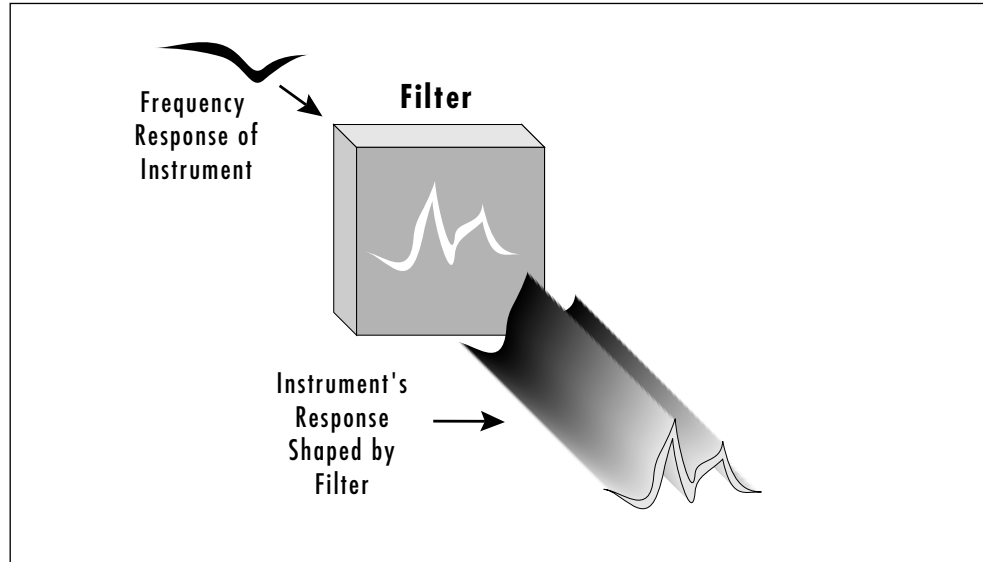 Frequency
Response of
Instrument
Filter
Instrument's
Response
Shaped by
Filter